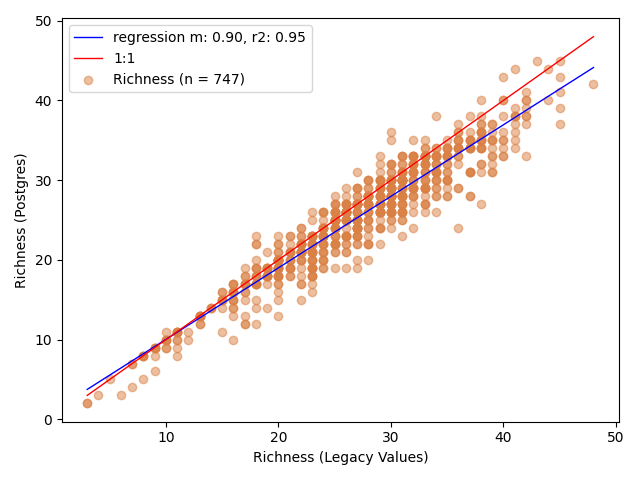 regression m: 0.90, r2: 0.95
1:1
Richness (n = 747)
50
40
30
20
10
0
Richness (Postgres)
10 20 30 40 50
Richness (Legacy Values)